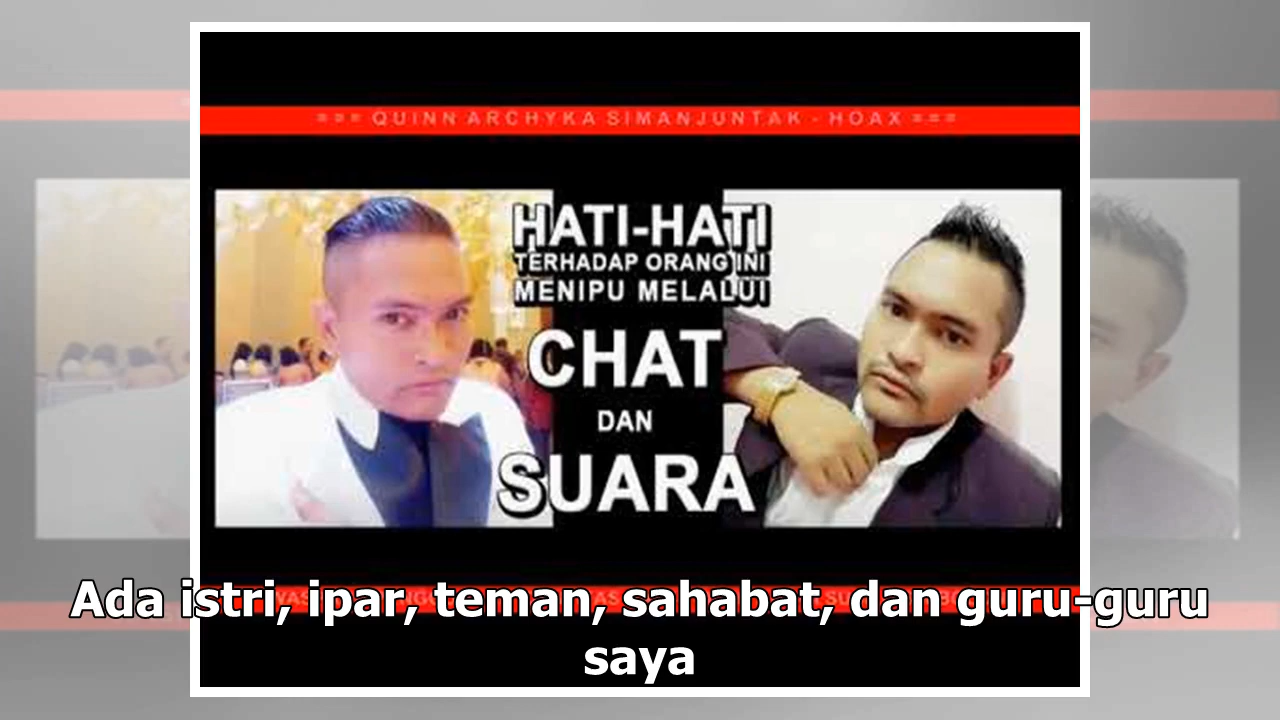 === QUINN ARCHYKA SIMANJUNTAK - HOAX ===
HATI-HATI
TERHADAP ORANG INI
MENIPU MELALUI
CHAT
DAN
SUARA
Ada istri, ipar, teman, sahabat, dan guru-guru
saya